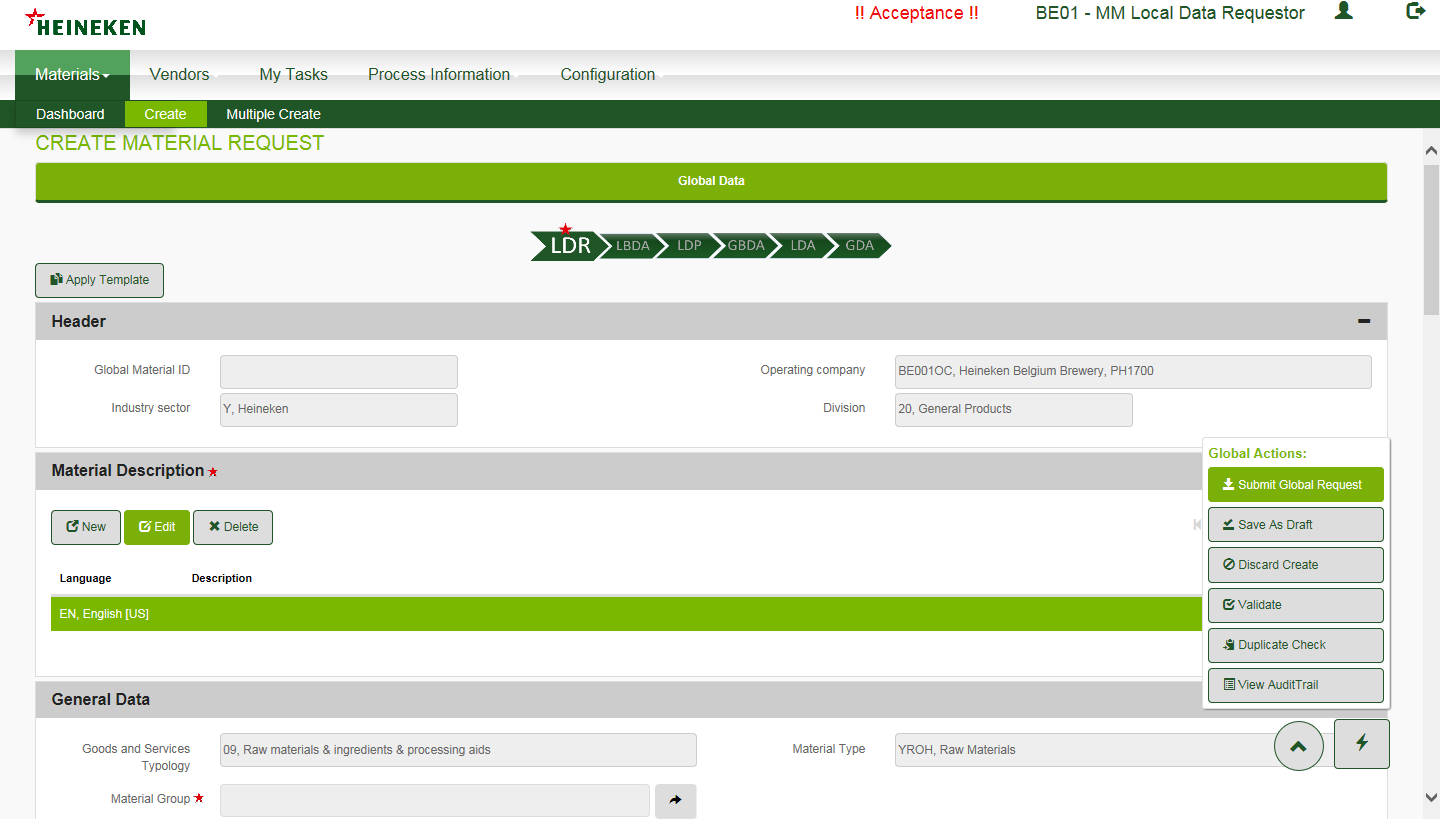 HEINEKEN
!! Acceptance !!
BE01 - MM Local Data Requestor
Materials
Vendors
My Tasks
Process Information
Configuration
Dashboard
Create
Multiple Create
CREATE MATERIAL REQUEST
Global Data
LDR
LBDA
LDP
GBDA
LDA
GDA
Apply Template
Header
Global Material ID
Operating company
BE001OC, Heineken Belgium Brewery, PH1700
Industry sector
Y, Heineken
Division
20, General Products
Material Description
New
Edit
Delete
Language
Description
EN, English [US]
Global Actions:
Submit Global Request
Save As Draft
Discard Create
Validate
Duplicate Check
View AuditTrail
General Data
Goods and Services
Typology
09, Raw materials & ingredients & processing aids
Material Type
YROH, Raw Materials
Material Group